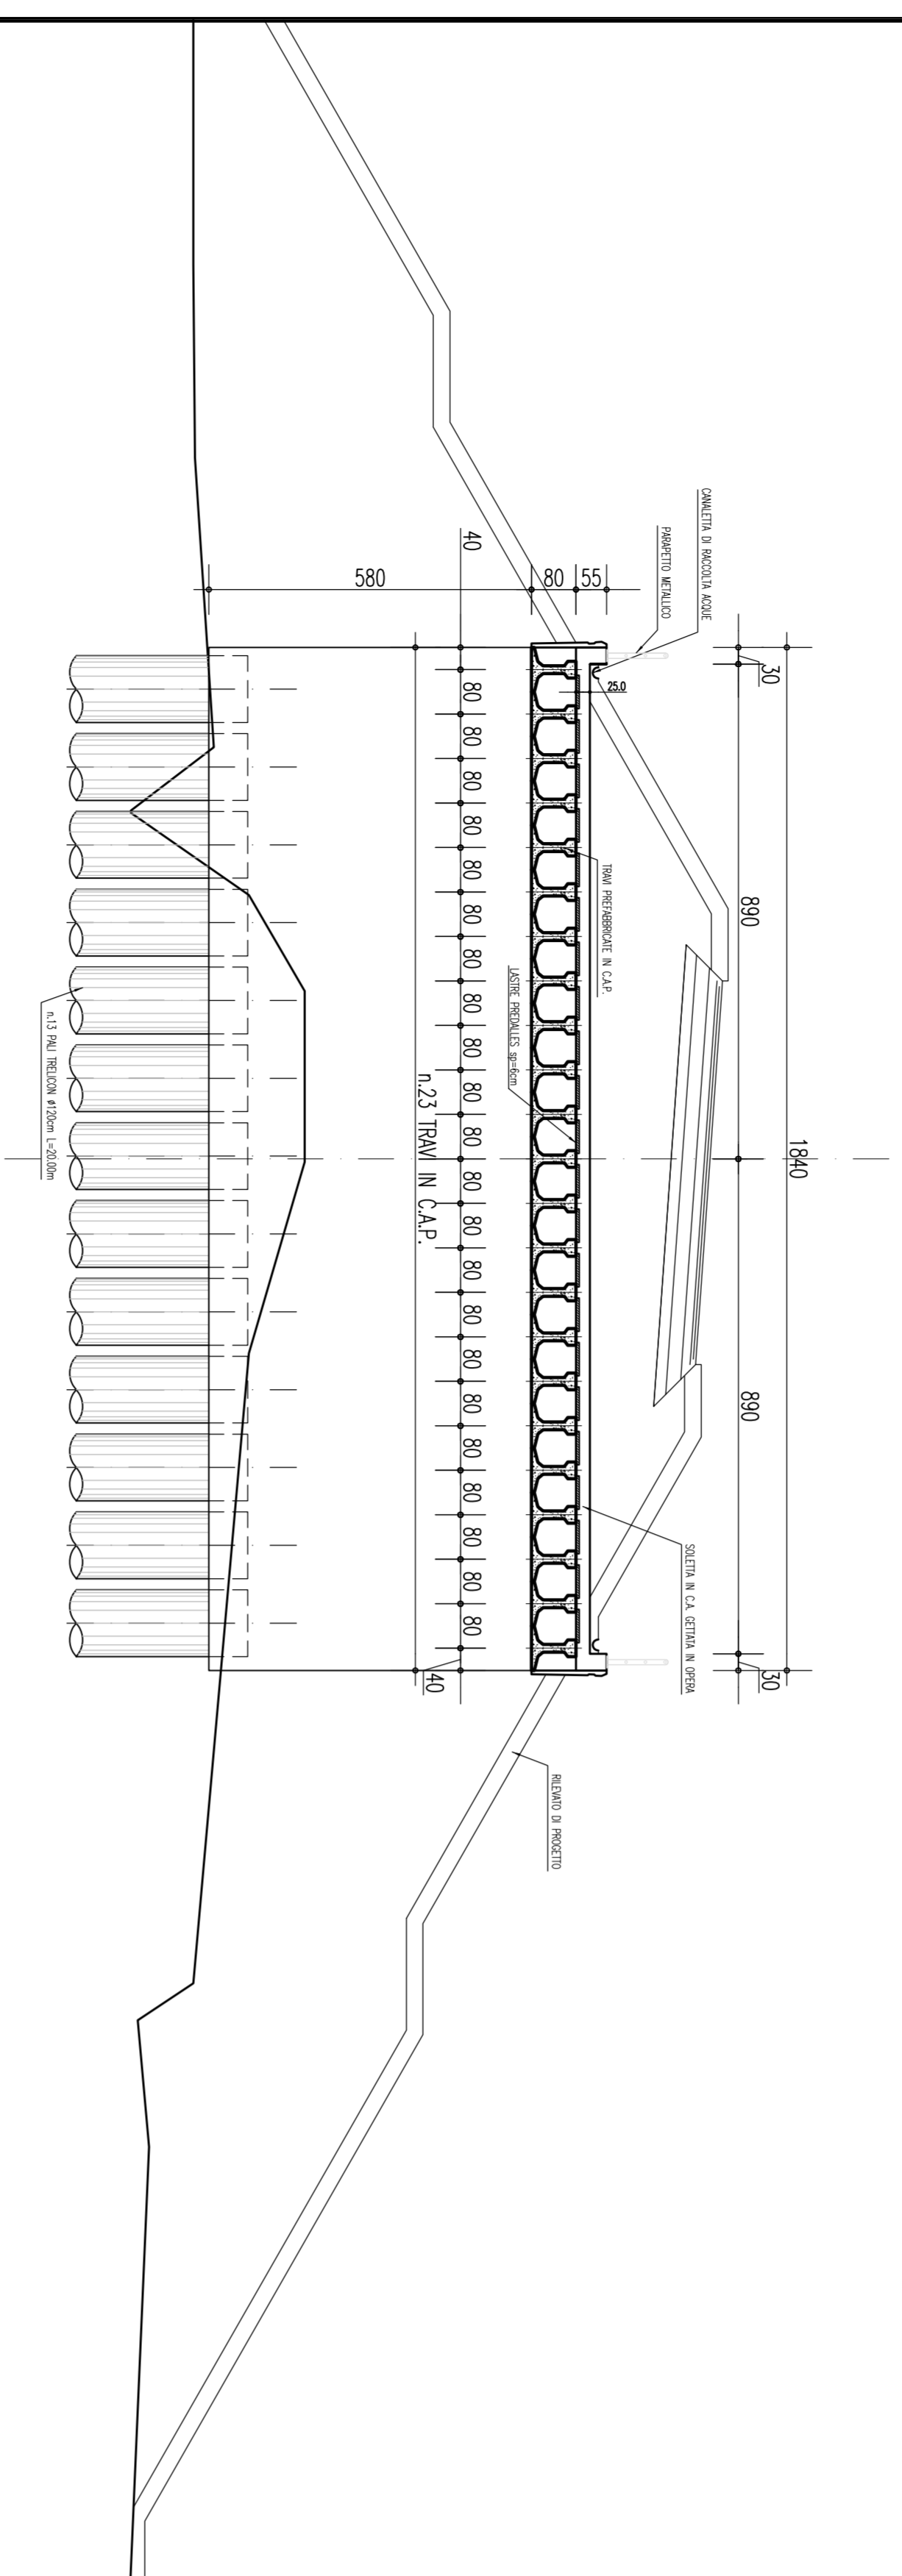 1840
30 890 890 30
CANALETTA DI RACCOLTA ACQUE
SOLETTA IN C.A. GETTATA IN OPERA
PARAPETTO METALLICO
25.0
TRAVI PREFABBRICATE IN C.A.P.
55
80
RILEVATO DI PROGETTO
LASTRE PREDALLES sp=6cm
40 80 80 80 80 80 80 80 80 80 80 80 80 80 80 80 80 80 80 80 80 80 80 40
n.23 TRAVI IN C.A.P.
580
n.13 PALI TRELICON ø120cm L=20.00m